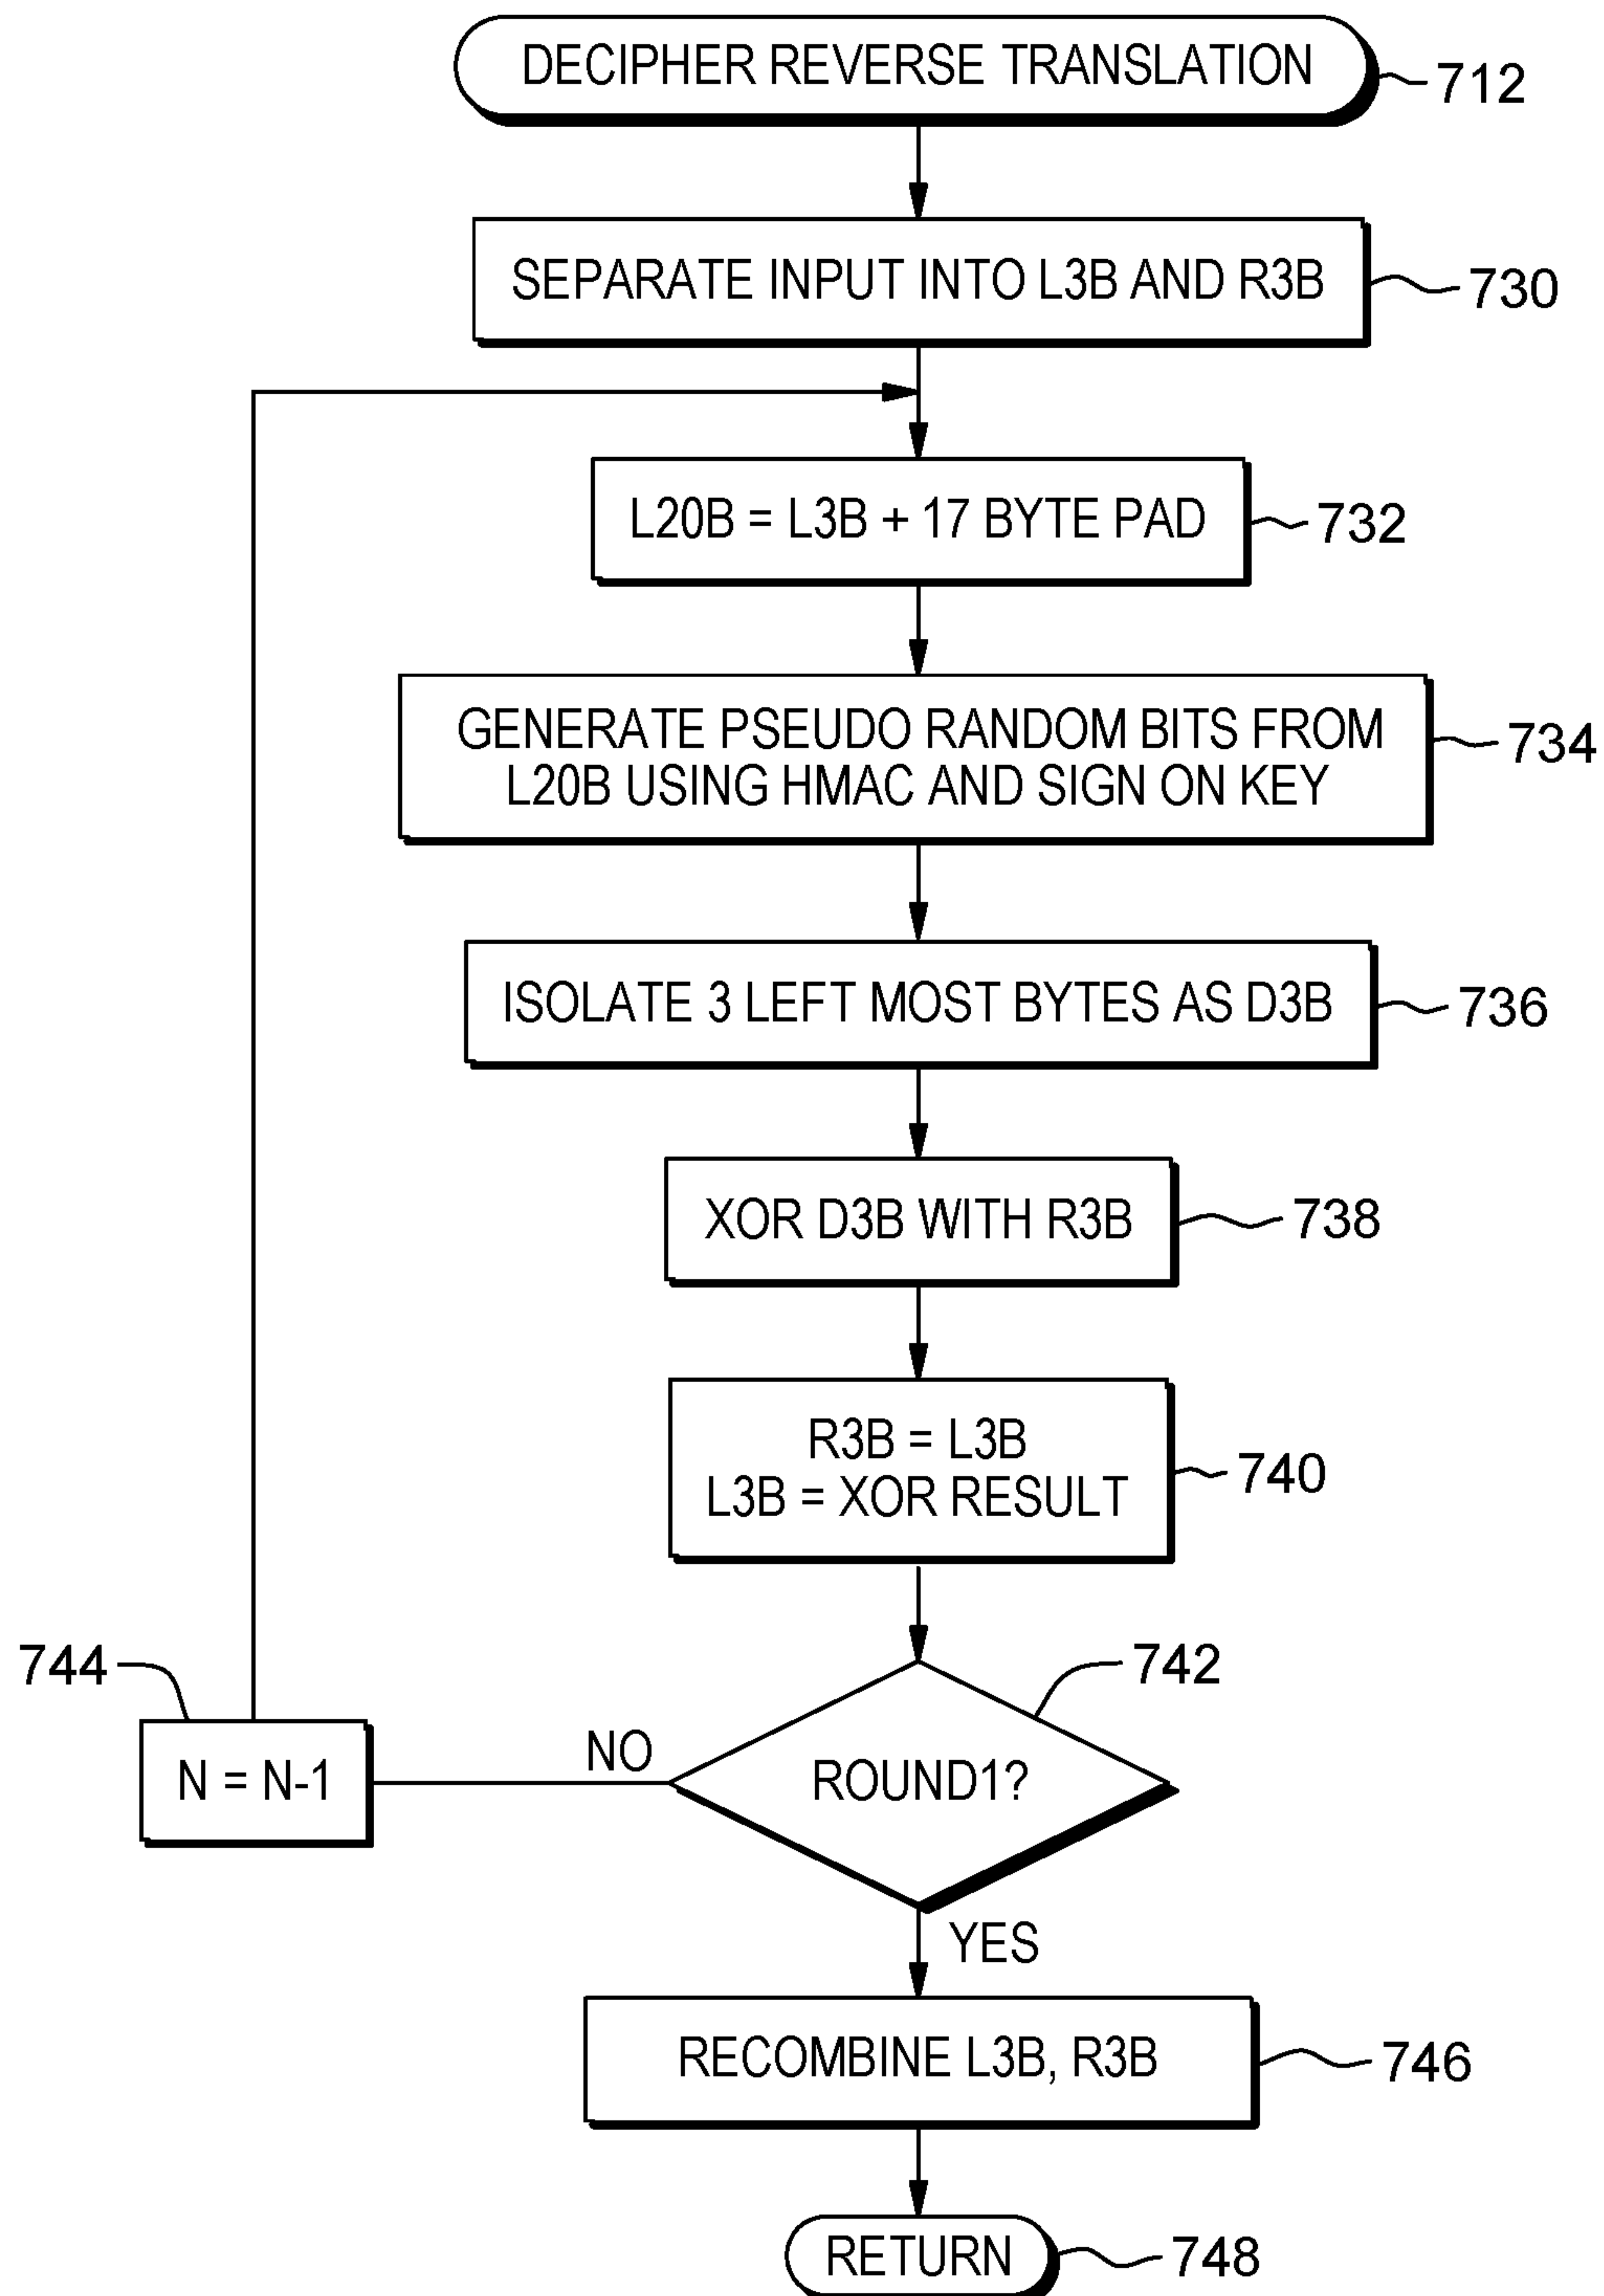 DECIPHER REVERSE TRANSLATION
712
SEPARATE INPUT INTO L3B AND R3B
730
L20B = L3B + 17 BYTE PAD
732
GENERATE PSEUDO RANDOM BITS FROM
L20B USING HMAC AND SIGN ON KEY
734
ISOLATE 3 LEFT MOST BYTES AS D3B
736
XOR D3B WITH R3B
738
R3B = L3B
L3B = XOR RESULT
740
744
742
NO
N = N-1
ROUND1?
YES
RECOMBINE L3B, R3B
746
RETURN
748